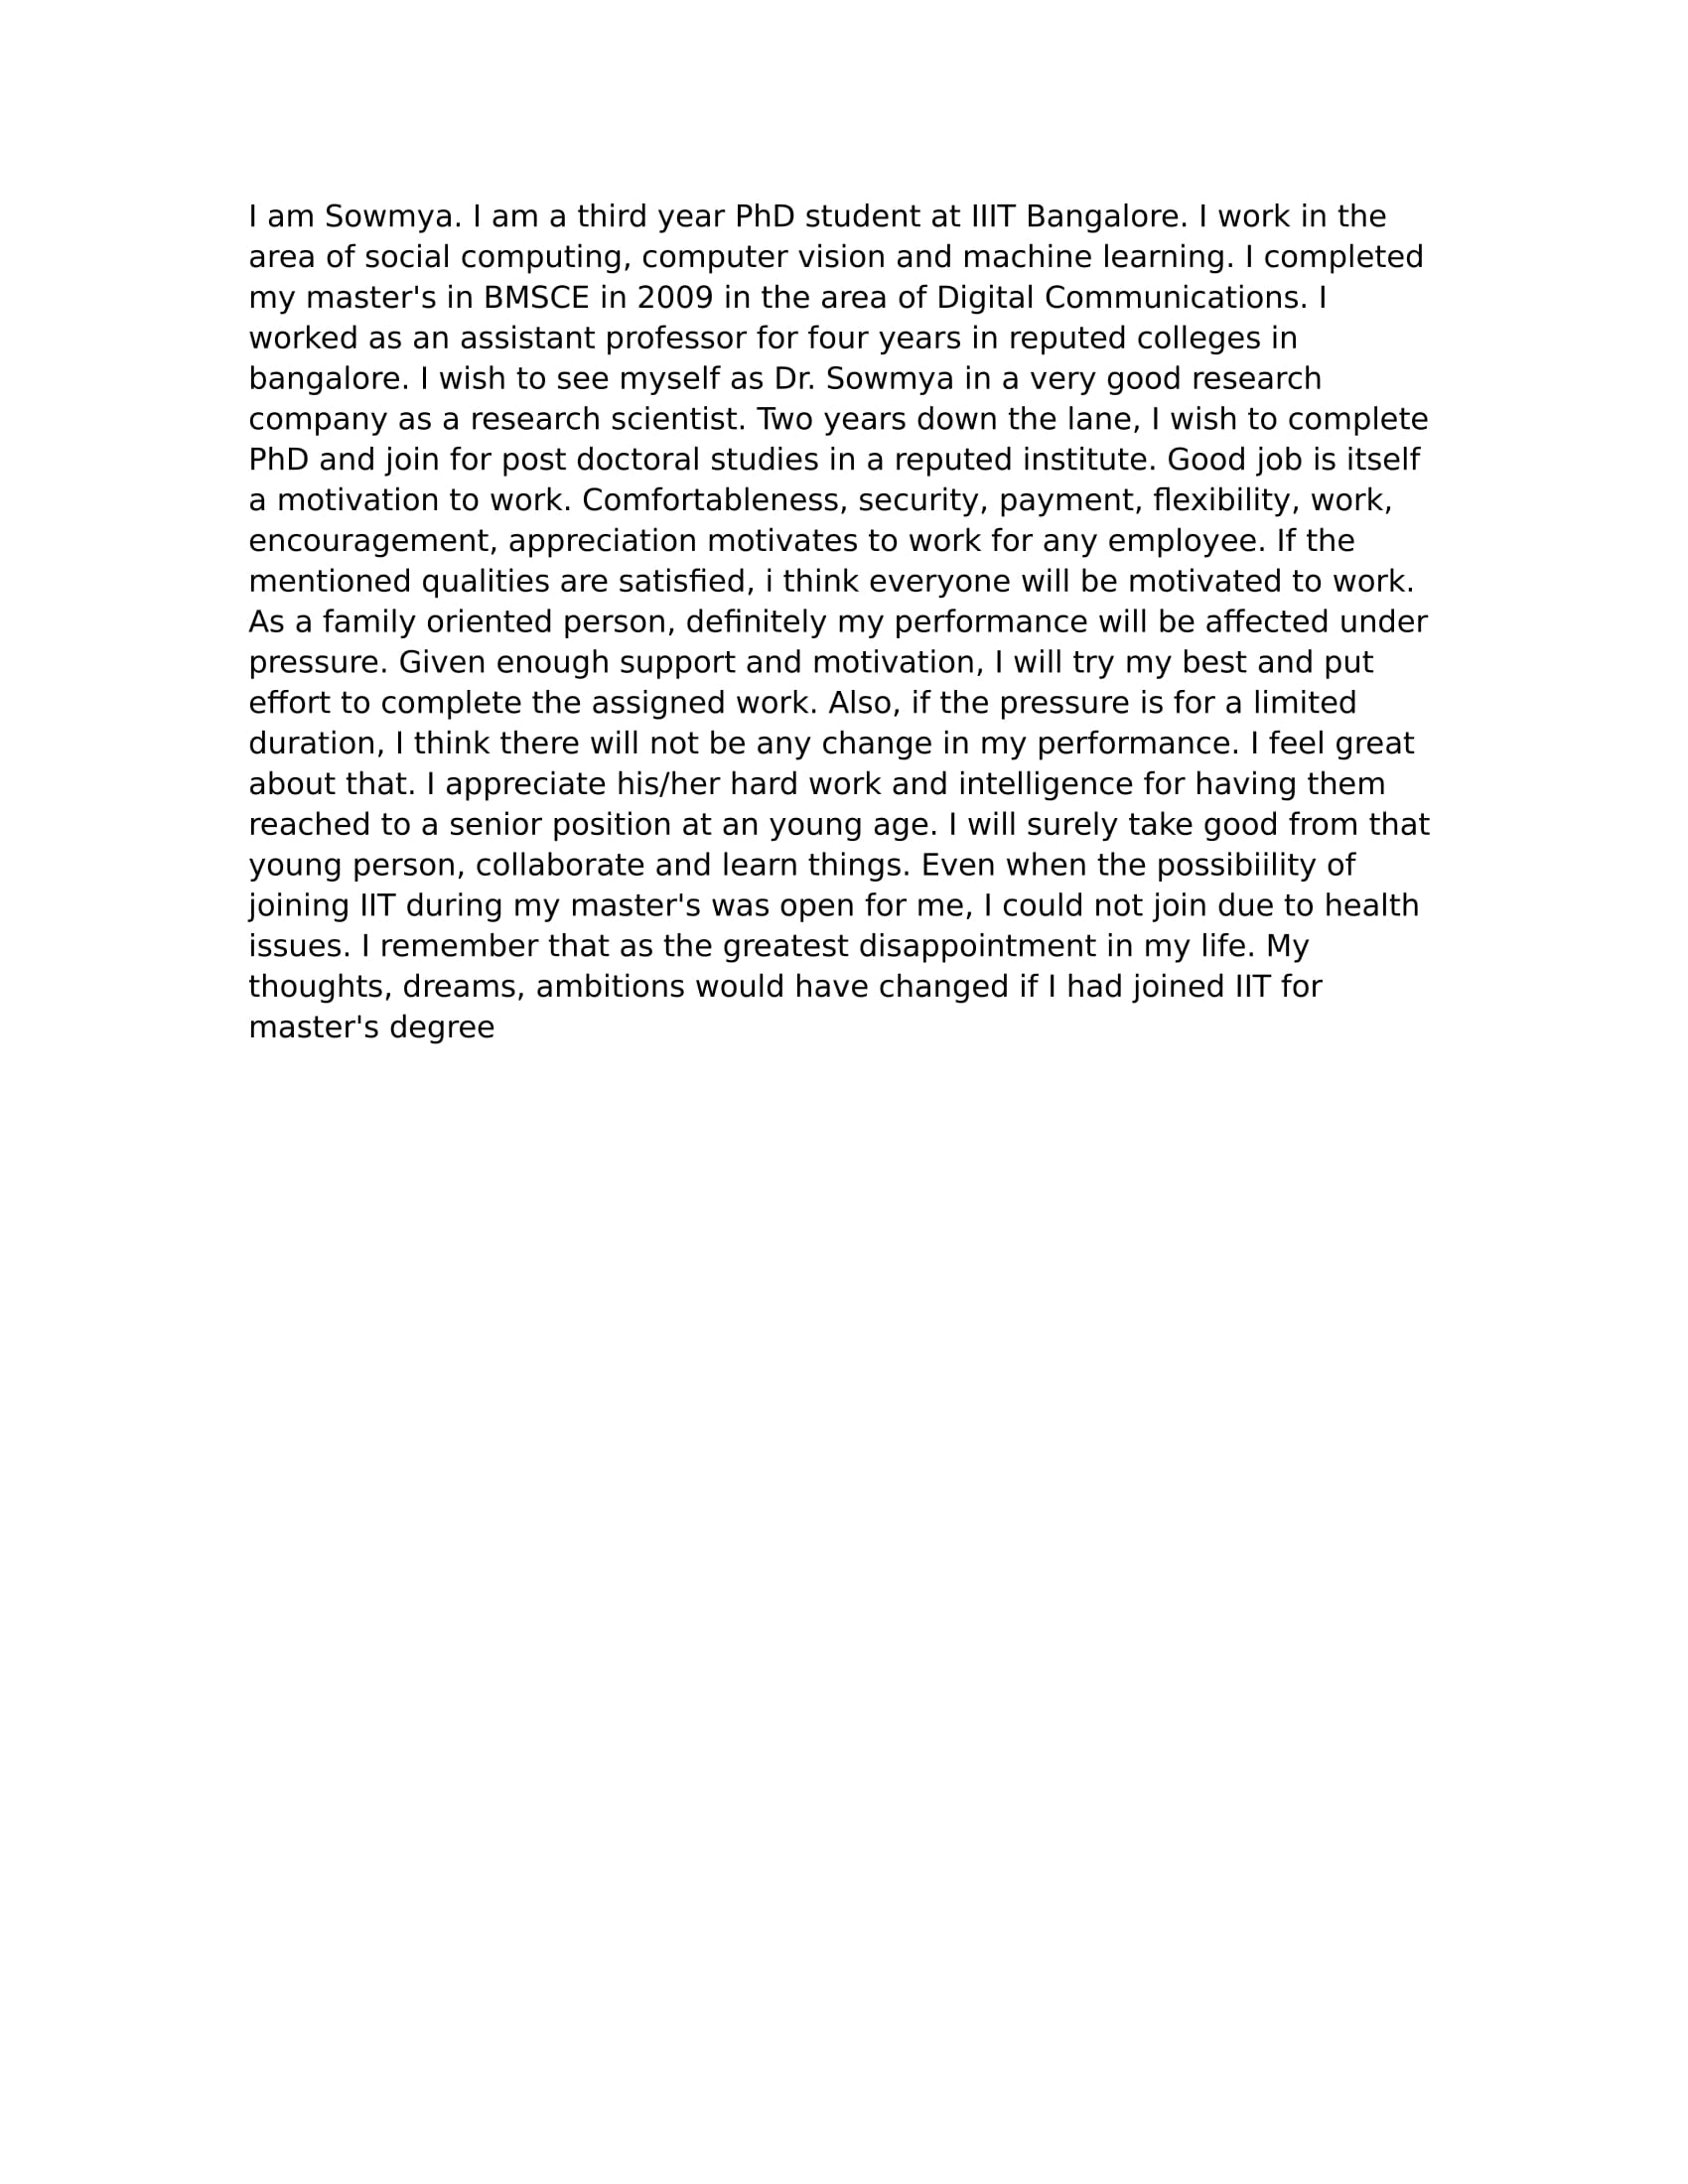 I am Sowmya. I am a third year PhD student at IIIT Bangalore. I work in the
area of social computing, computer vision and machine learning. I completed
my master's in BMSCE in 2009 in the area of Digital Communications. I
worked as an assistant professor for four years in reputed colleges in
bangalore. I wish to see myself as Dr. Sowmya in a very good research
company as a research scientist. Two years down the lane, I wish to complete
PhD and join for post doctoral studies in a reputed institute. Good job is itself
a motivation to work. Comfortableness, security, payment, flexibility, work,
encouragement, appreciation motivates to work for any employee. If the
mentioned qualities are satisfied, i think everyone will be motivated to work.
As a family oriented person, definitely my performance will be affected under
pressure. Given enough support and motivation, I will try my best and put
effort to complete the assigned work. Also, if the pressure is for a limited
duration, I think there will not be any change in my performance. I feel great
about that. I appreciate his/her hard work and intelligence for having them
reached to a senior position at an young age. I will surely take good from that
young person, collaborate and learn things. Even when the possibiility of
joining IIT during my master's was open for me, I could not join due to health
issues. I remember that as the greatest disappointment in my life. My
thoughts, dreams, ambitions would have changed if I had joined IIT for
master's degree